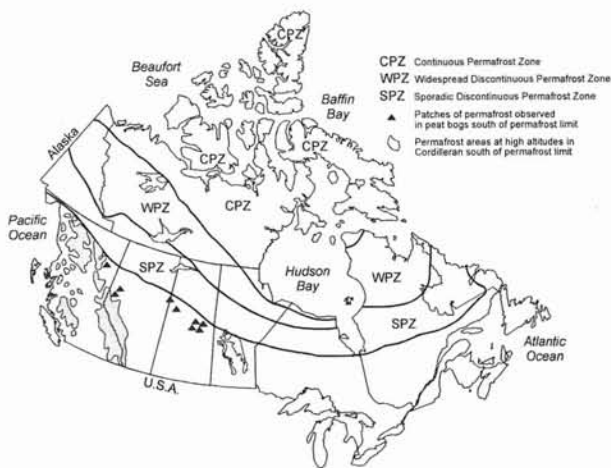 CPZ
Beaufort
Sea
Baffin
Bay
CPZ Continuous Permafrost Zone
WPZ Widespread Discontinuous Permafrost Zone
SPZ Sporadic Discontinuous Permafrost Zone
Patches of permafrost observed
in peat bogs south of permafrost limit
Permafrost areas at high altitudes in
Cordilleran south of permafrost limit
Alaska
CPZ
CPZ
WPZ
CPZ
Pacific
Ocean
SPZ
Hudson
Bay
WPZ
SPZ
Atlantic
Ocean
U.S.A.